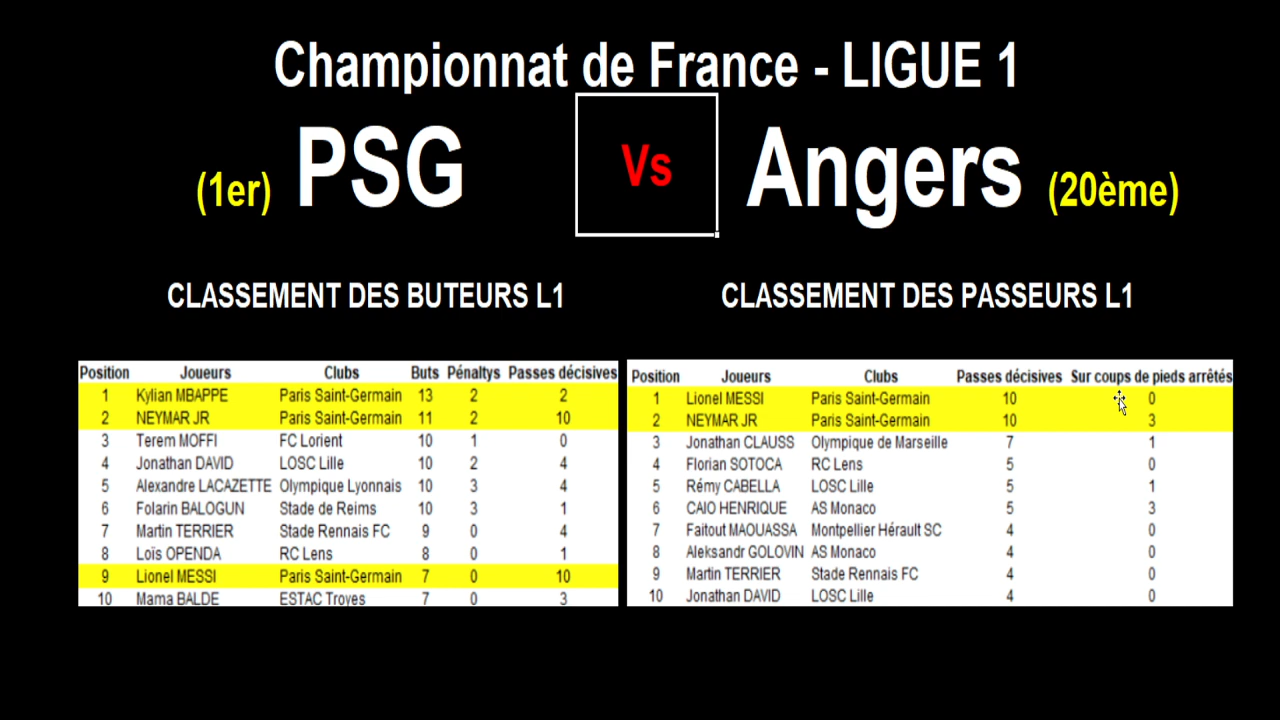 Championnat de France - LIGUE 1
(1er) PSG Vs Angers (20ème)
CLASSEMENT DES BUTEURS L1
Position Joueurs Clubs Buts Pénaltys Passes décisives
1 Kylian MBAPPE Paris Saint-Germain 13 2 2
2 NEYMAR JR Paris Saint-Germain 11 2 10
3 Terem MOFFI FC Lorient 10 1 0
4 Jonathan DAVID LOSC Lille 10 2 4
5 Alexandre LACAZETTE Olympique Lyonnais 10 3 4
6 Folarin BALOGUN Stade de Reims 10 3 1
7 Martin TERRIER Stade Rennais FC 9 0 4
8 Loïs OPENDA RC Lens 8 0 1
9 Lionel MESSI Paris Saint-Germain 7 0 10
10 Mama BALDE ESTAC Troyes 7 0 3
CLASSEMENT DES PASSEURS L1
Position Joueurs Clubs Passes décisives Sur coups de pieds arrêtés
1 Lionel MESSI Paris Saint-Germain 10 0
2 NEYMAR JR Paris Saint-Germain 10 3
3 Jonathan CLAUSS Olympique de Marseille 7 1
4 Florian SOTOCA RC Lens 5 0
5 Rémy CABELLA LOSC Lille 5 1
6 CAIO HENRIQUE AS Monaco 5 3
7 Faitout MAOUASSA Montpellier Hérault SC 4 0
8 Aleksandr GOLOVIN AS Monaco 4 0
9 Martin TERRIER Stade Rennais FC 4 0
10 Jonathan DAVID LOSC Lille 4 0